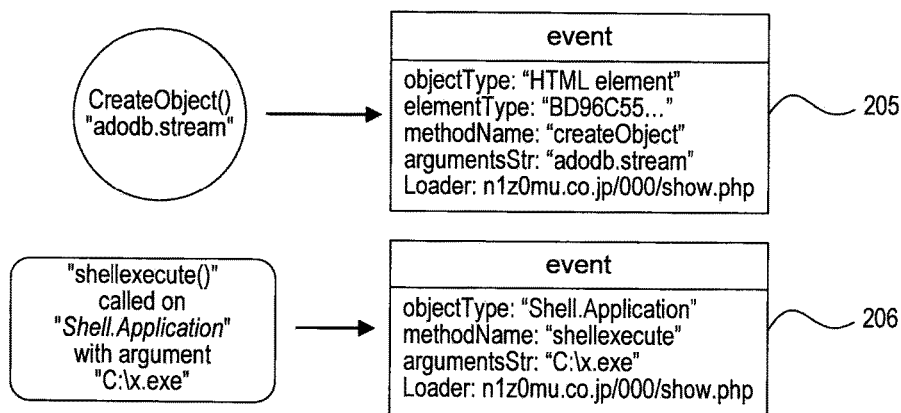 CreateObject()
"adodb.stream"
event
objectType: “HTML element”
elementType: “BD96C55...”
methodName: “createObject”
argumentsStr: “adodb.stream”
Loader: n1z0mu.co.jp/000/show.php
205
"shellexecute()"
called on
"Shell.Application"
with argument
"C:\x.exe"
event
objectType: “Shell.Application”
methodName: “shellexecute”
argumentsStr: “C:\x.exe”
Loader: n1z0mu.co.jp/000/show.php
206